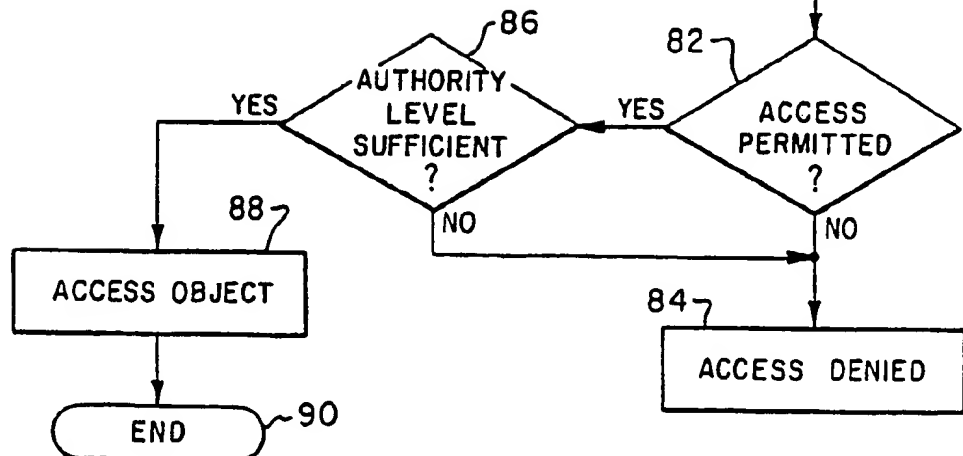 86
AUTHORITY
LEVEL
SUFFICIENT
?
YES
NO
82
ACCESS
PERMITTED
?
YES
NO
88
ACCESS OBJECT
84
ACCESS DENIED
END
90